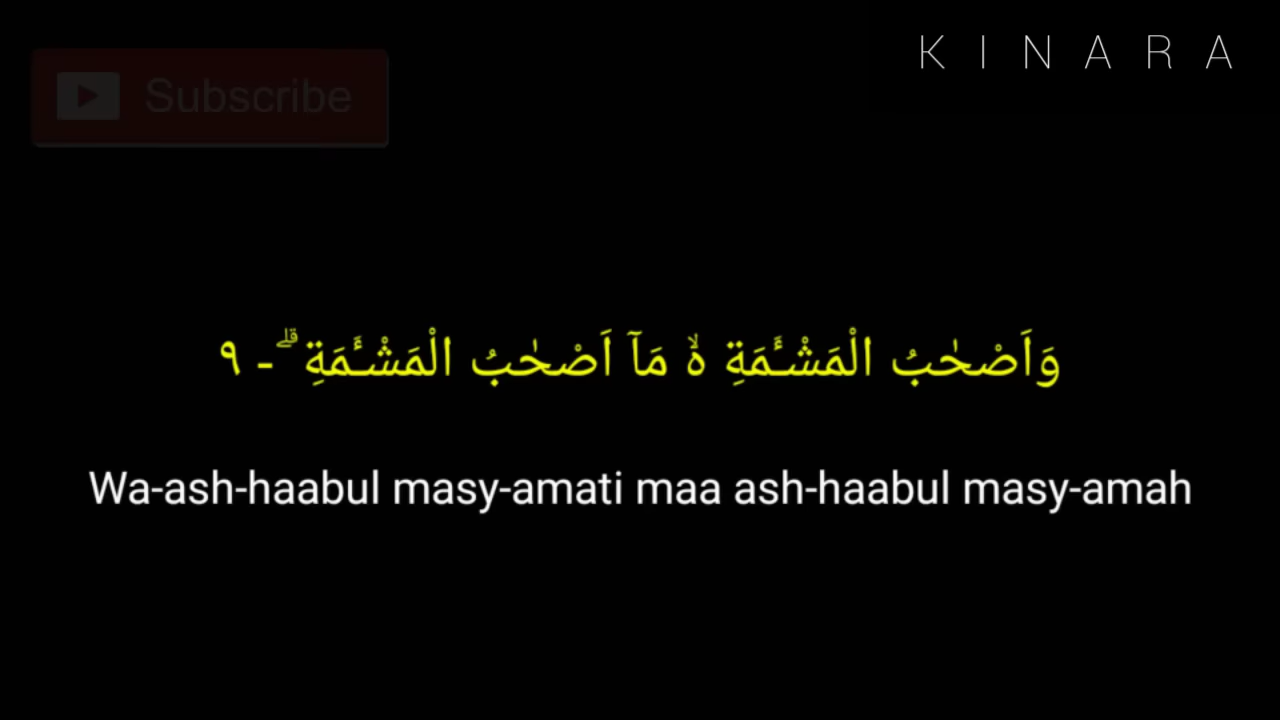 K I N A R A
Subscribe
وَاَصْحٰبُ الْمَشْـَٔمَةِ ەۙ مَآ اَصْحٰبُ الْمَشْـَٔمَةِ ۗ - ٩
Wa-ash-haabul masy-amati maa ash-haabul masy-amah